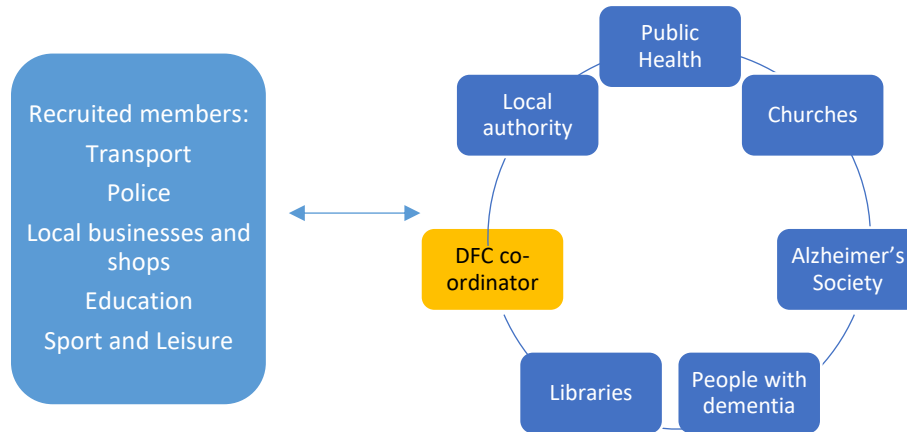 Recruited members:
Transport
Police
Local businesses and
shops
Education
Sport and Leisure
Public
Health
Local
authority
Churches
DFC co-
ordinator
Alzheimer's
Society
Libraries
People with
dementia